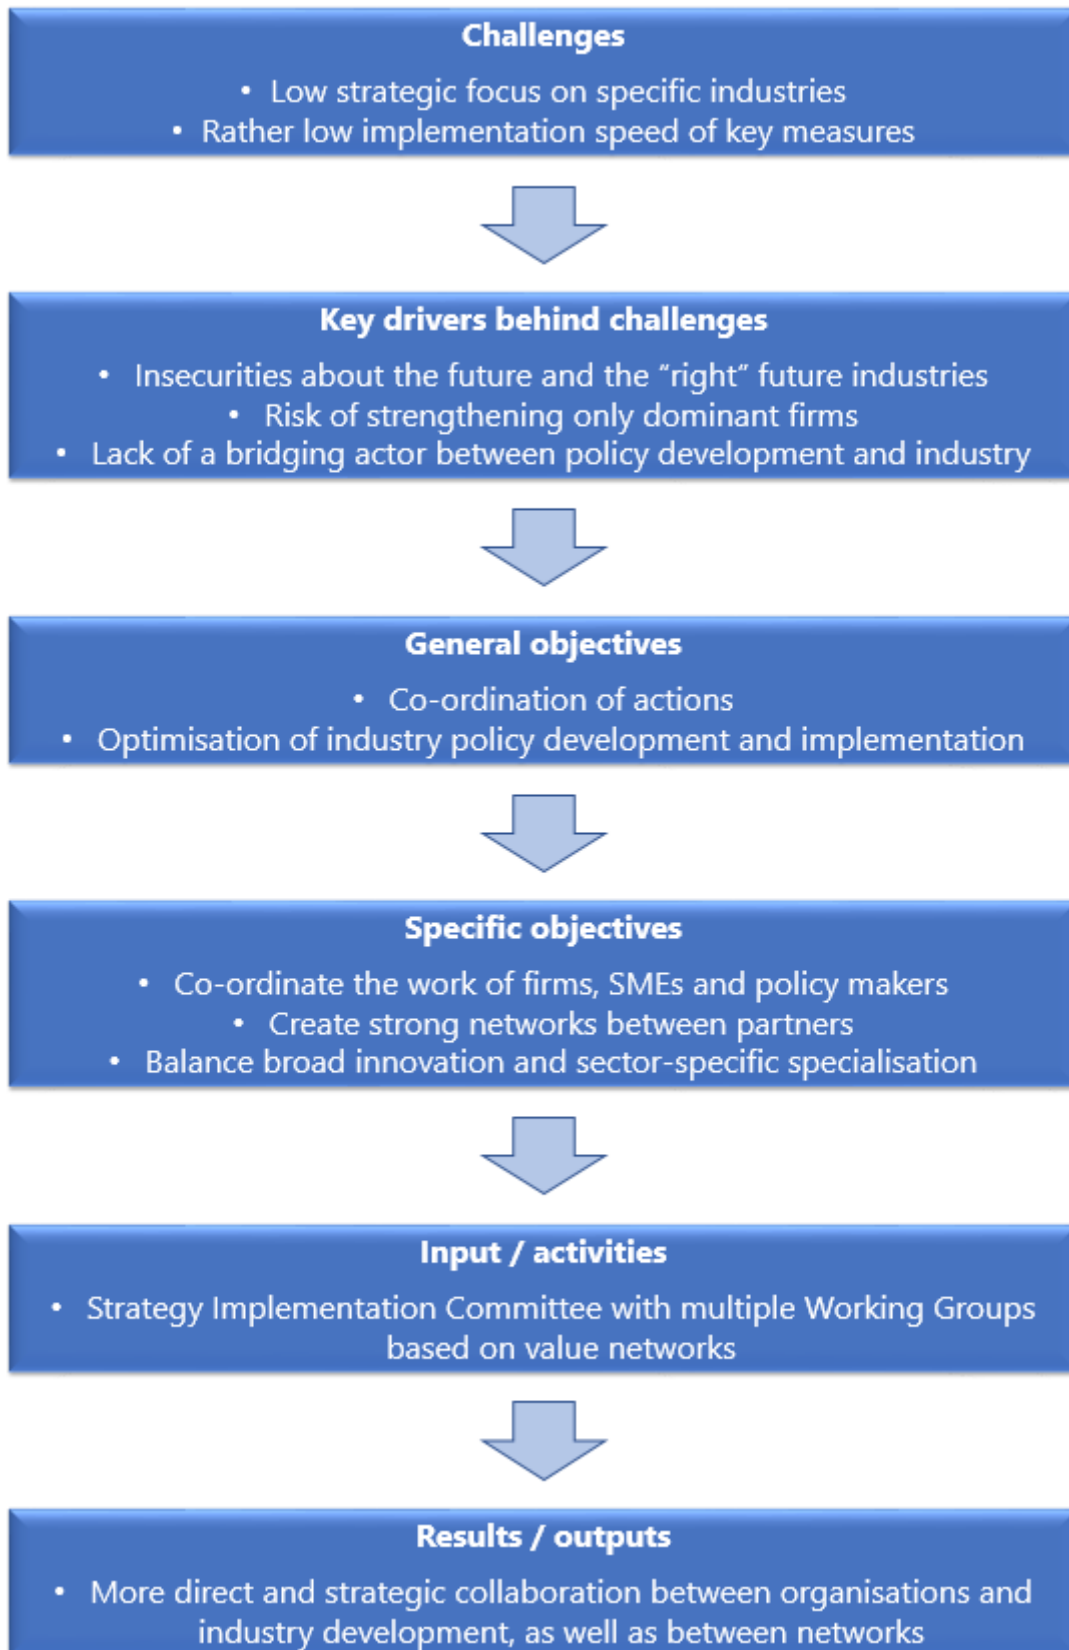 Challenges
• Low strategic focus on specific industries
• Rather low implementation speed of key measures
Key drivers behind challenges
• Insecurities about the future and the “right” future industries
• Risk of strengthening only dominant firms
• Lack of a bridging actor between policy development and industry
General objectives
• Co-ordination of actions
• Optimisation of industry policy development and implementation
Specific objectives
• Co-ordinate the work of firms, SMEs and policy makers
• Create strong networks between partners
• Balance broad innovation and sector-specific specialisation
Input / activities
• Strategy Implementation Committee with multiple Working Groups
based on value networks
Results / outputs
• More direct and strategic collaboration between organisations and
industry development, as well as between networks